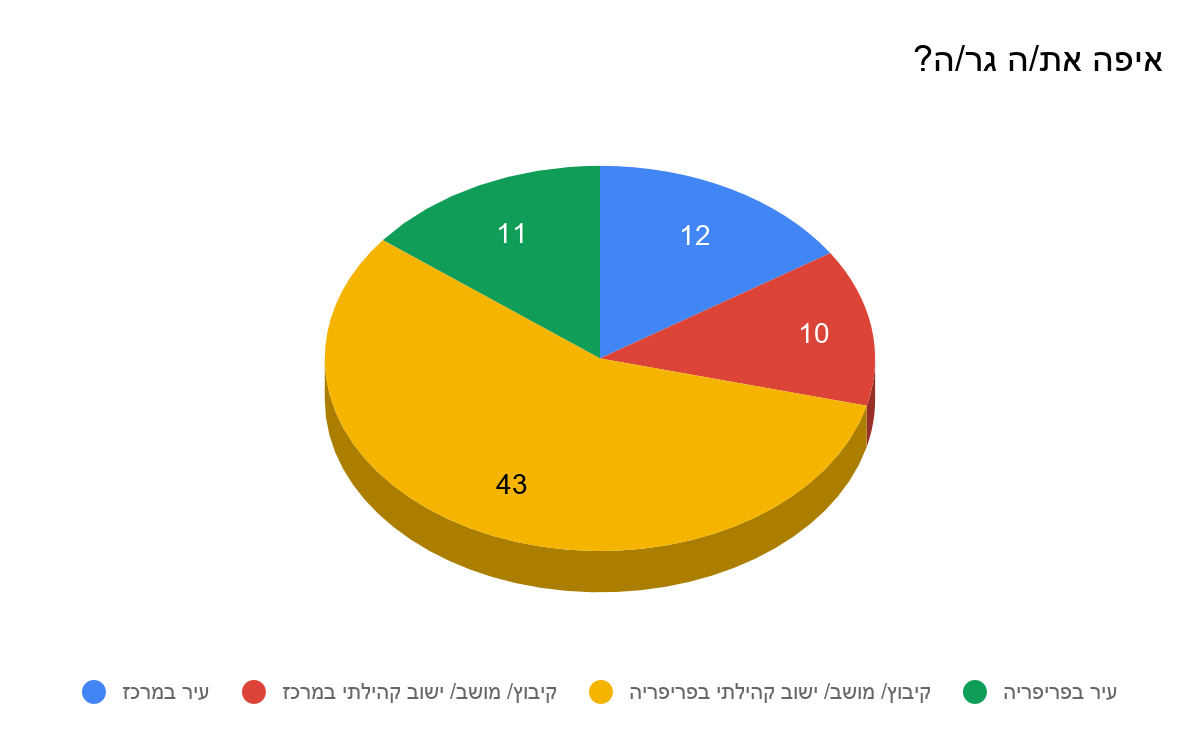 איפה את/ה גר/ה?
11
12
10
43
עיר במרכז
קיבוץ/ מושב/ ישוב קהילתי במרכז
קיבוץ/ מושב/ ישוב קהילתי בפריפריה
עיר בפריפריה